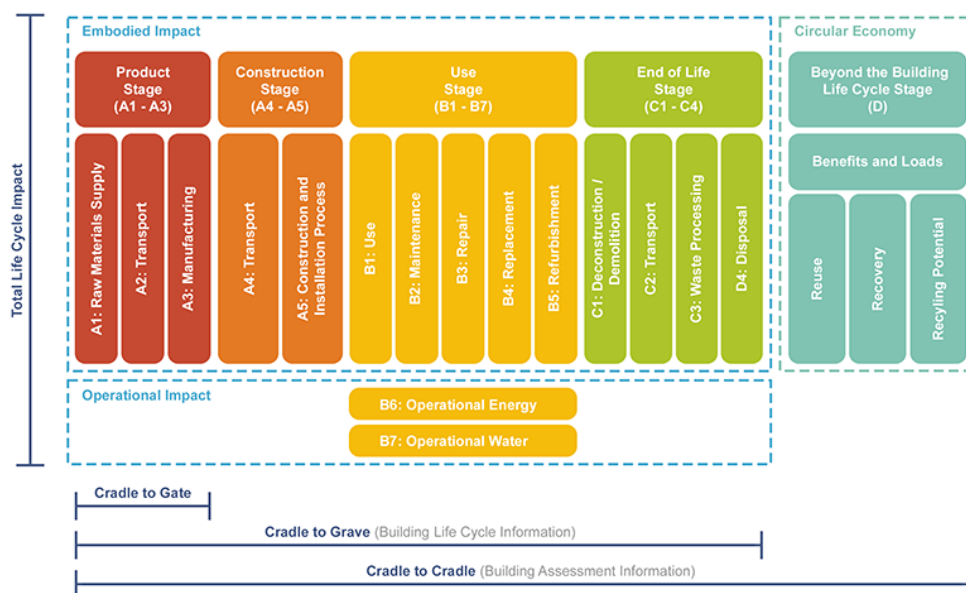 Total Life Cycle Impact
Embodied Impact
Product
Stage
(A1 - A3)
Construction
Stage
(A4 - A5)
Use
Stage
(B1 - B7)
End of Life
Stage
(C1 - C4)
A1: Raw Materials Supply
A2: Transport
A3: Manufacturing
A4: Transport
A5: Construction and
Installation Process
B1: Use
B2: Maintenance
B3: Repair
B4: Replacement
B5: Refurbishment
C1: Deconstruction /
Demolition
C2: Transport
C3: Waste Processing
D4: Disposal
Circular Economy
Beyond the Building
Life Cycle Stage
(D)
Benefits and Loads
Reuse
Recovery
Recyling Potential
Operational Impact
B6: Operational Energy
B7: Operational Water
Cradle to Gate
Cradle to Grave (Building Life Cycle Information)
Cradle to Cradle (Building Assessment Information)